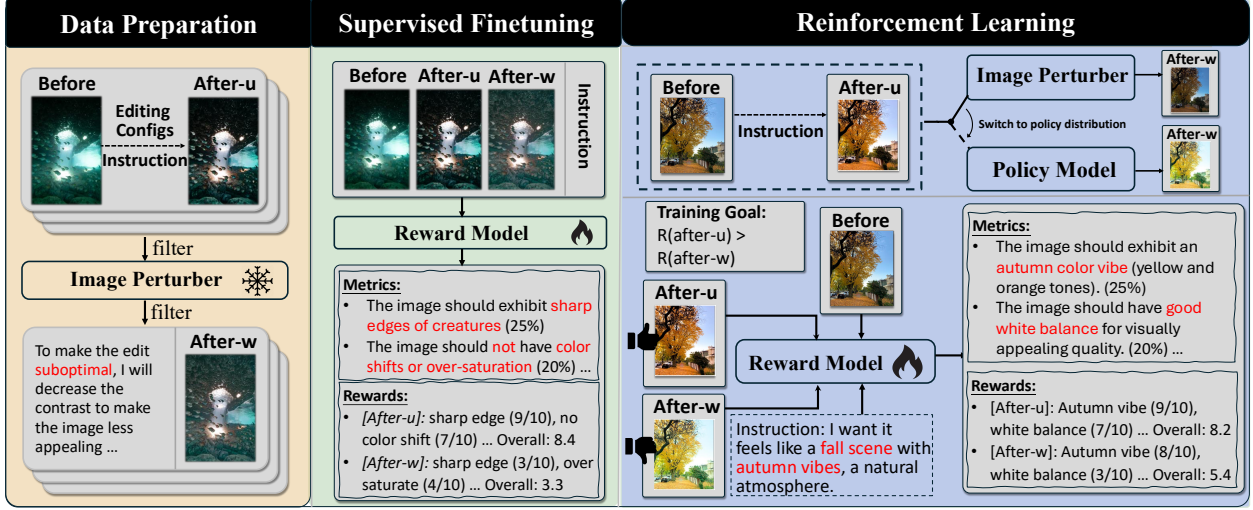 Data Preparation
Before
After-u
Editing
Configs
Instruction
filter
Image Perturber
filter
To make the edit
suboptimal, I will
decrease the
contrast to make
the image less
appealing ...
After-w
Supervised Finetuning
Before
After-u
After-w
Instruction
Reward Model
Metrics:
• The image should exhibit sharp
edges of creatures (25%)
• The image should not have color
shifts or over-saturation (20%) ...
Rewards:
• [After-u]: sharp edge (9/10), no
color shift (7/10) ... Overall: 8.4
• [After-w]: sharp edge (3/10), over
saturate (4/10) ... Overall: 3.3
Reinforcement Learning
Before
Instruction
After-u
Image Perturber
After-w
Switch to policy distribution
Policy Model
After-w
Training Goal:
R(after-u) >
R(after-w)
Before
After-u
After-w
Reward Model
Instruction: I want it
feels like a fall scene with
autumn vibes, a natural
atmosphere.
Metrics:
• The image should exhibit an
autumn color vibe (yellow and
orange tones). (25%)
• The image should have good
white balance for visually
appealing quality. (20%) ...
Rewards:
• [After-u]: Autumn vibe (9/10),
white balance (7/10) ... Overall: 8.2
• [After-w]: Autumn vibe (8/10),
white balance (3/10) ... Overall: 5.4